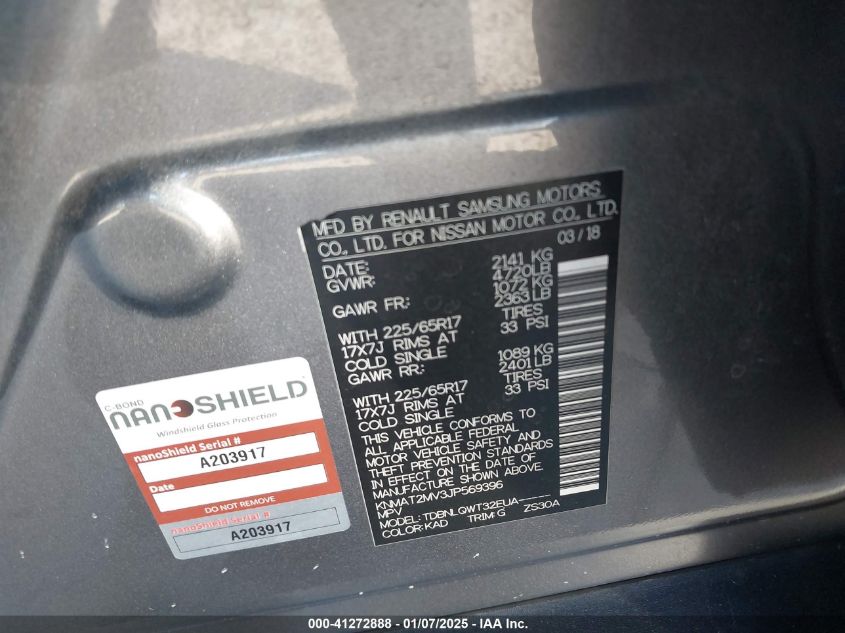 MFD BY RENAULT SAMSUNG MOTORS
CO., LTD. FOR NISSAN MOTOR CO., LTD.
03/18
DATE:
GVWR:
2141 KG
4720LB
GAWR FR:
1072 KG
2363LB
WITH 225/65R17
TIRES
17X7J RIMS AT
33 PSI
COLD SINGLE
GAWR RR:
1089 KG
2401LB
WITH 225/65R17
TIRES
17X7J RIMS AT
33 PSI
COLD SINGLE
THIS VEHICLE CONFORMS TO
ALL APPLICABLE FEDERAL
MOTOR VEHICLE SAFETY AND
THEFT PREVENTION STANDARDS
IN EFFECT ON THE DATE OF
MANUFACTURE SHOWN ABOVE.
KNMAT2MV3JP569396
MPV
MODEL: TDBNLQWT32EUA-----
COLOR: KAD TRIM: G ZS30A
C-BOND
NANOSHIELD
Windshield Glass Protection
nanoShield Serial #
A203917
Date
DO NOT REMOVE
nanoShield Serial #
A203917
000-41272888 - 01/07/2025 - IAAI, Inc.